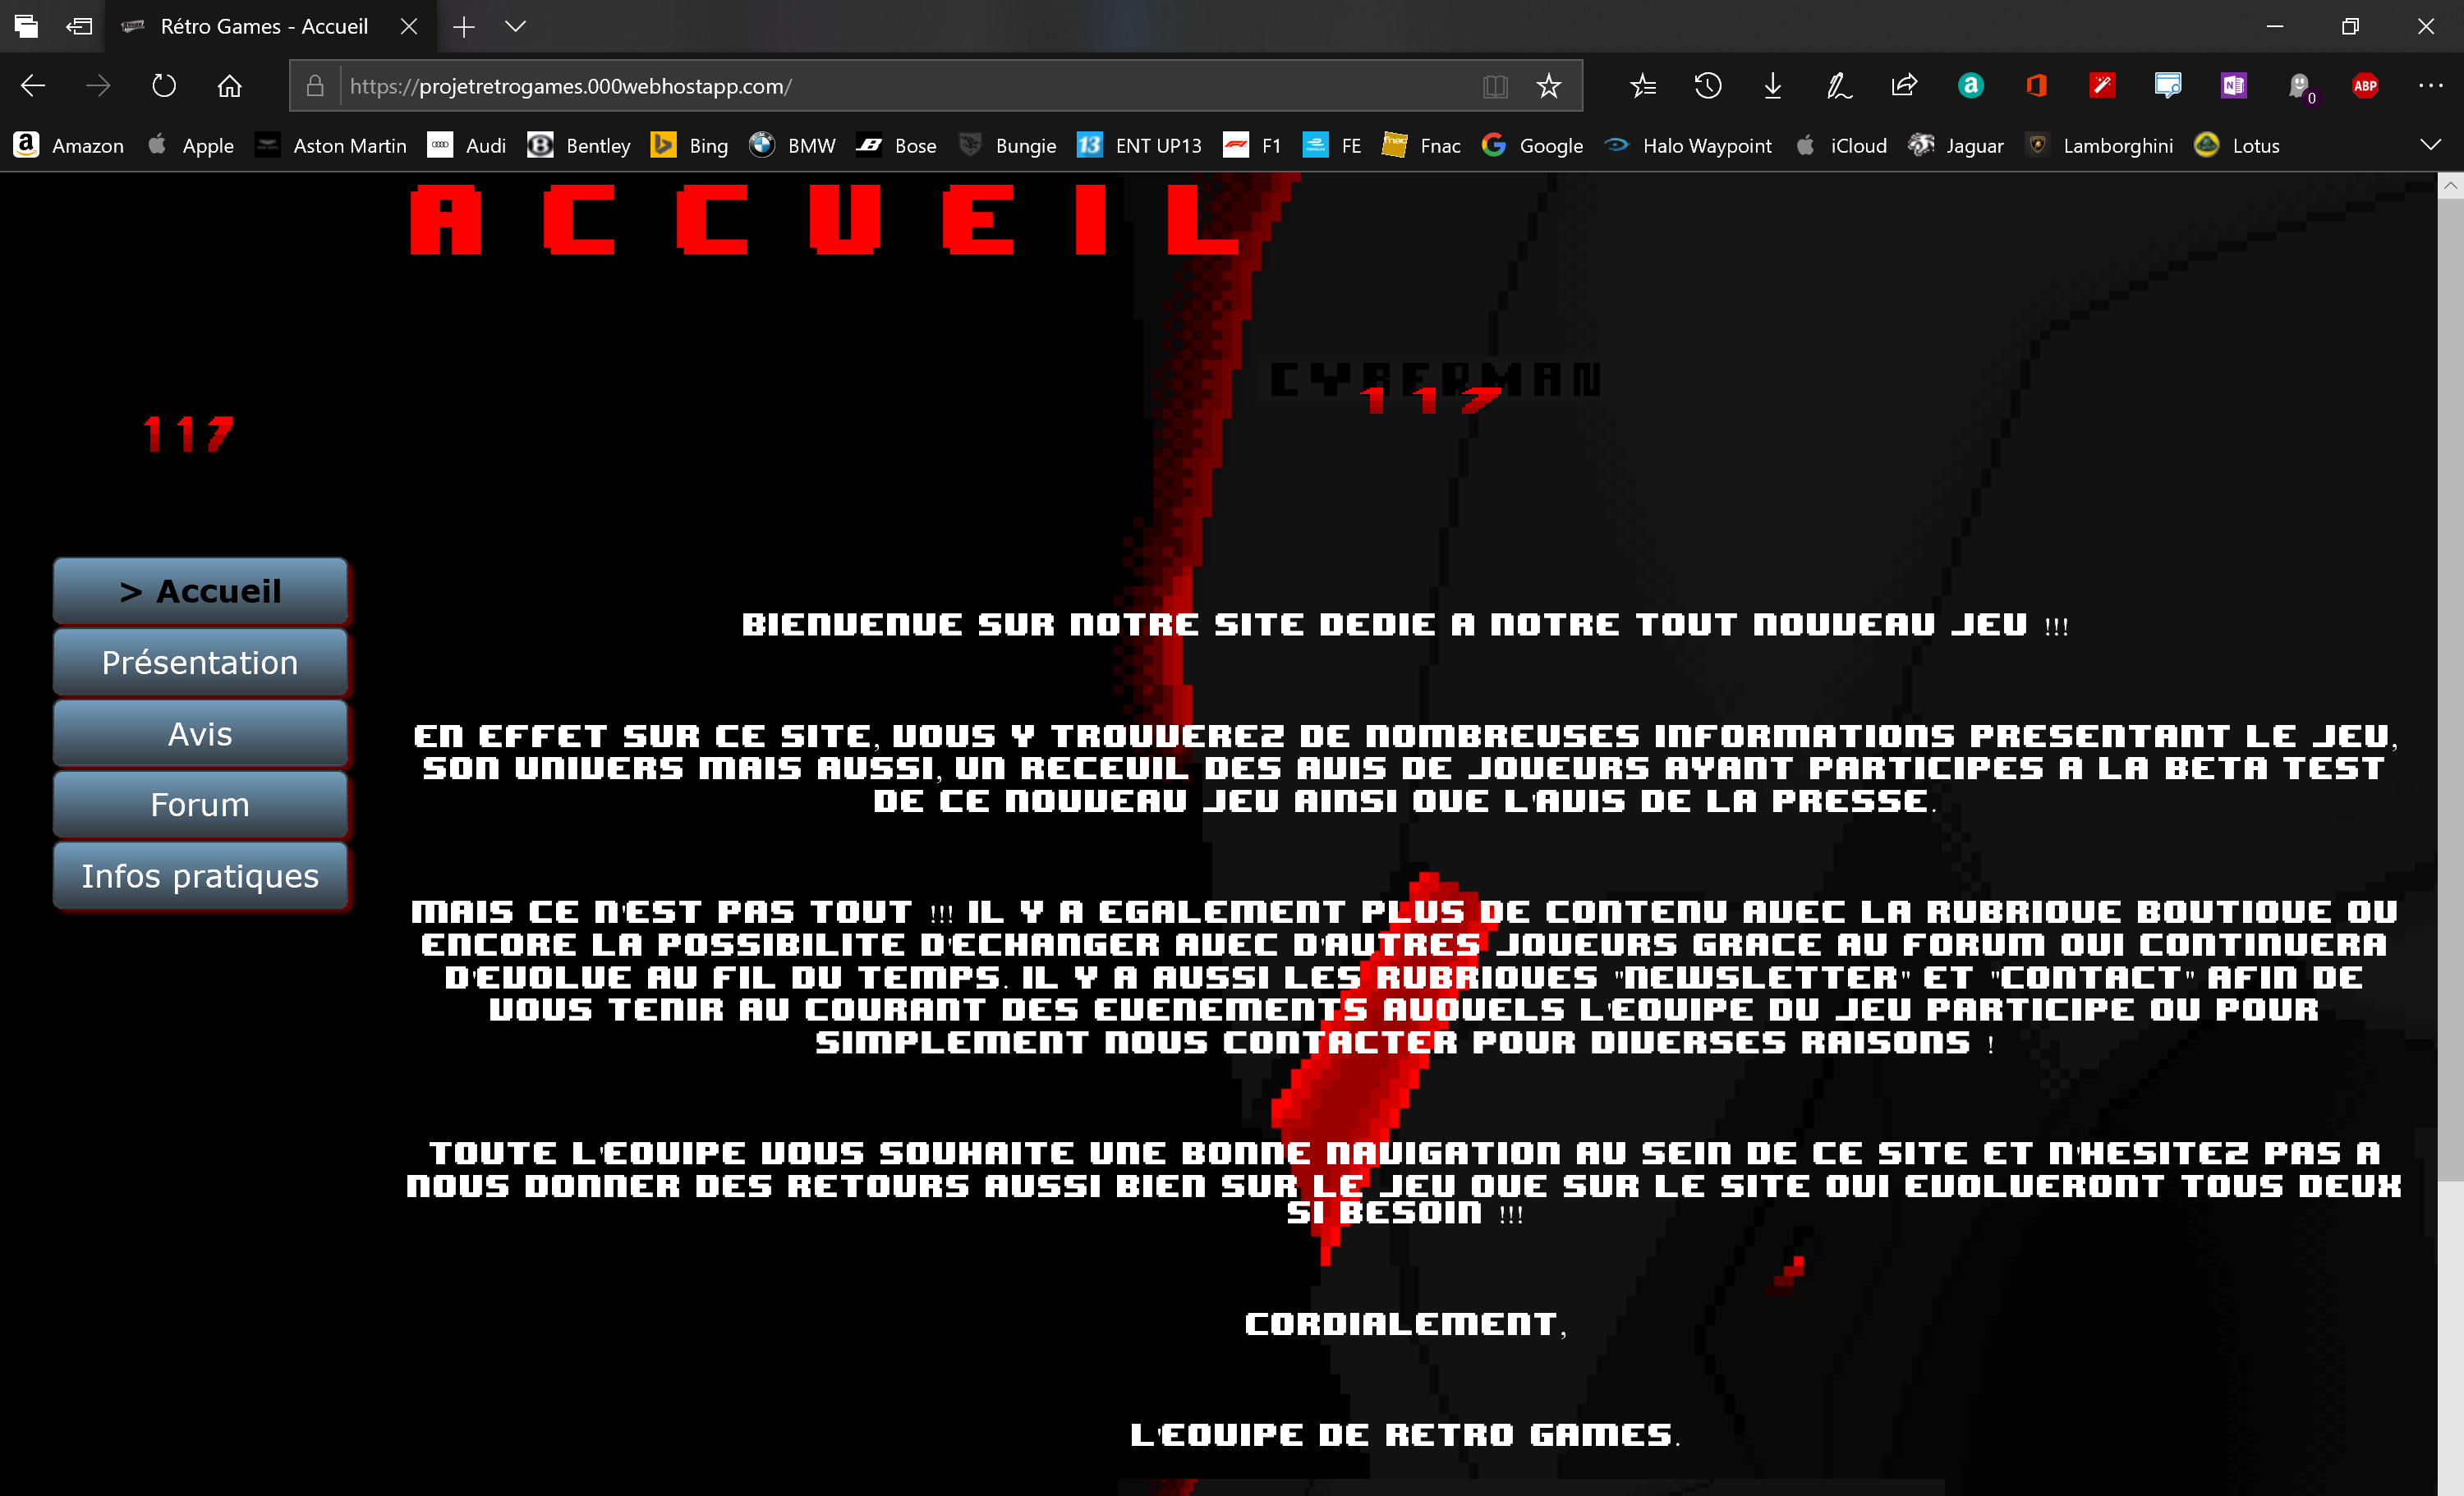 Rétro Games - Accueil
https://projetretrogames.000webhostapp.com/
0
ABP
Amazon Apple Aston Martin Audi Bentley Bing BMW Bose Bungie 13 ENT UP13 F1 FE fnac Fnac Google Halo Waypoint iCloud Jaguar Lamborghini Lotus
ACCUEIL
CYBERMAN
117
117
> Accueil
Présentation
Avis
Forum
Infos pratiques
BIENVENUE SUR NOTRE SITE DEDIE A NOTRE TOUT NOUVEAU JEU !!!
EN EFFET SUR CE SITE, VOUS Y TROUVEREZ DE NOMBREUSES INFORMATIONS PRESENTANT LE JEU,
SON UNIVERS MAIS AUSSI, UN RECEUIL DES AVIS DE JOUEURS AYANT PARTICIPES A LA BETA TEST
DE CE NOUVEAU JEU AINSI QUE L'AVIS DE LA PRESSE.
MAIS CE N'EST PAS TOUT !!! IL Y A EGALEMENT PLUS DE CONTENU AVEC LA RUBRIQUE BOUTIQUE OU
ENCORE LA POSSIBILITE D'ECHANGER AVEC D'AUTRES JOUEURS GRACE AU FORUM QUI CONTINUERA
D'EVOLUE AU FIL DU TEMPS. IL Y A AUSSI LES RUBRIQUES "NEWSLETTER" ET "CONTACT" AFIN DE
VOUS TENIR AU COURANT DES EVENEMENTS AUQUELS L'EQUIPE DU JEU PARTICIPE OU POUR
SIMPLEMENT NOUS CONTACTER POUR DIVERSES RAISONS !
TOUTE L'EQUIPE VOUS SOUHAITE UNE BONNE NAVIGATION AU SEIN DE CE SITE ET N'HESITEZ PAS A
NOUS DONNER DES RETOURS AUSSI BIEN SUR LE JEU QUE SUR LE SITE QUI EVOLUERONT TOUS DEUX
SI BESOIN !!!
CORDIALEMENT,
L'EQUIPE DE RETRO GAMES.